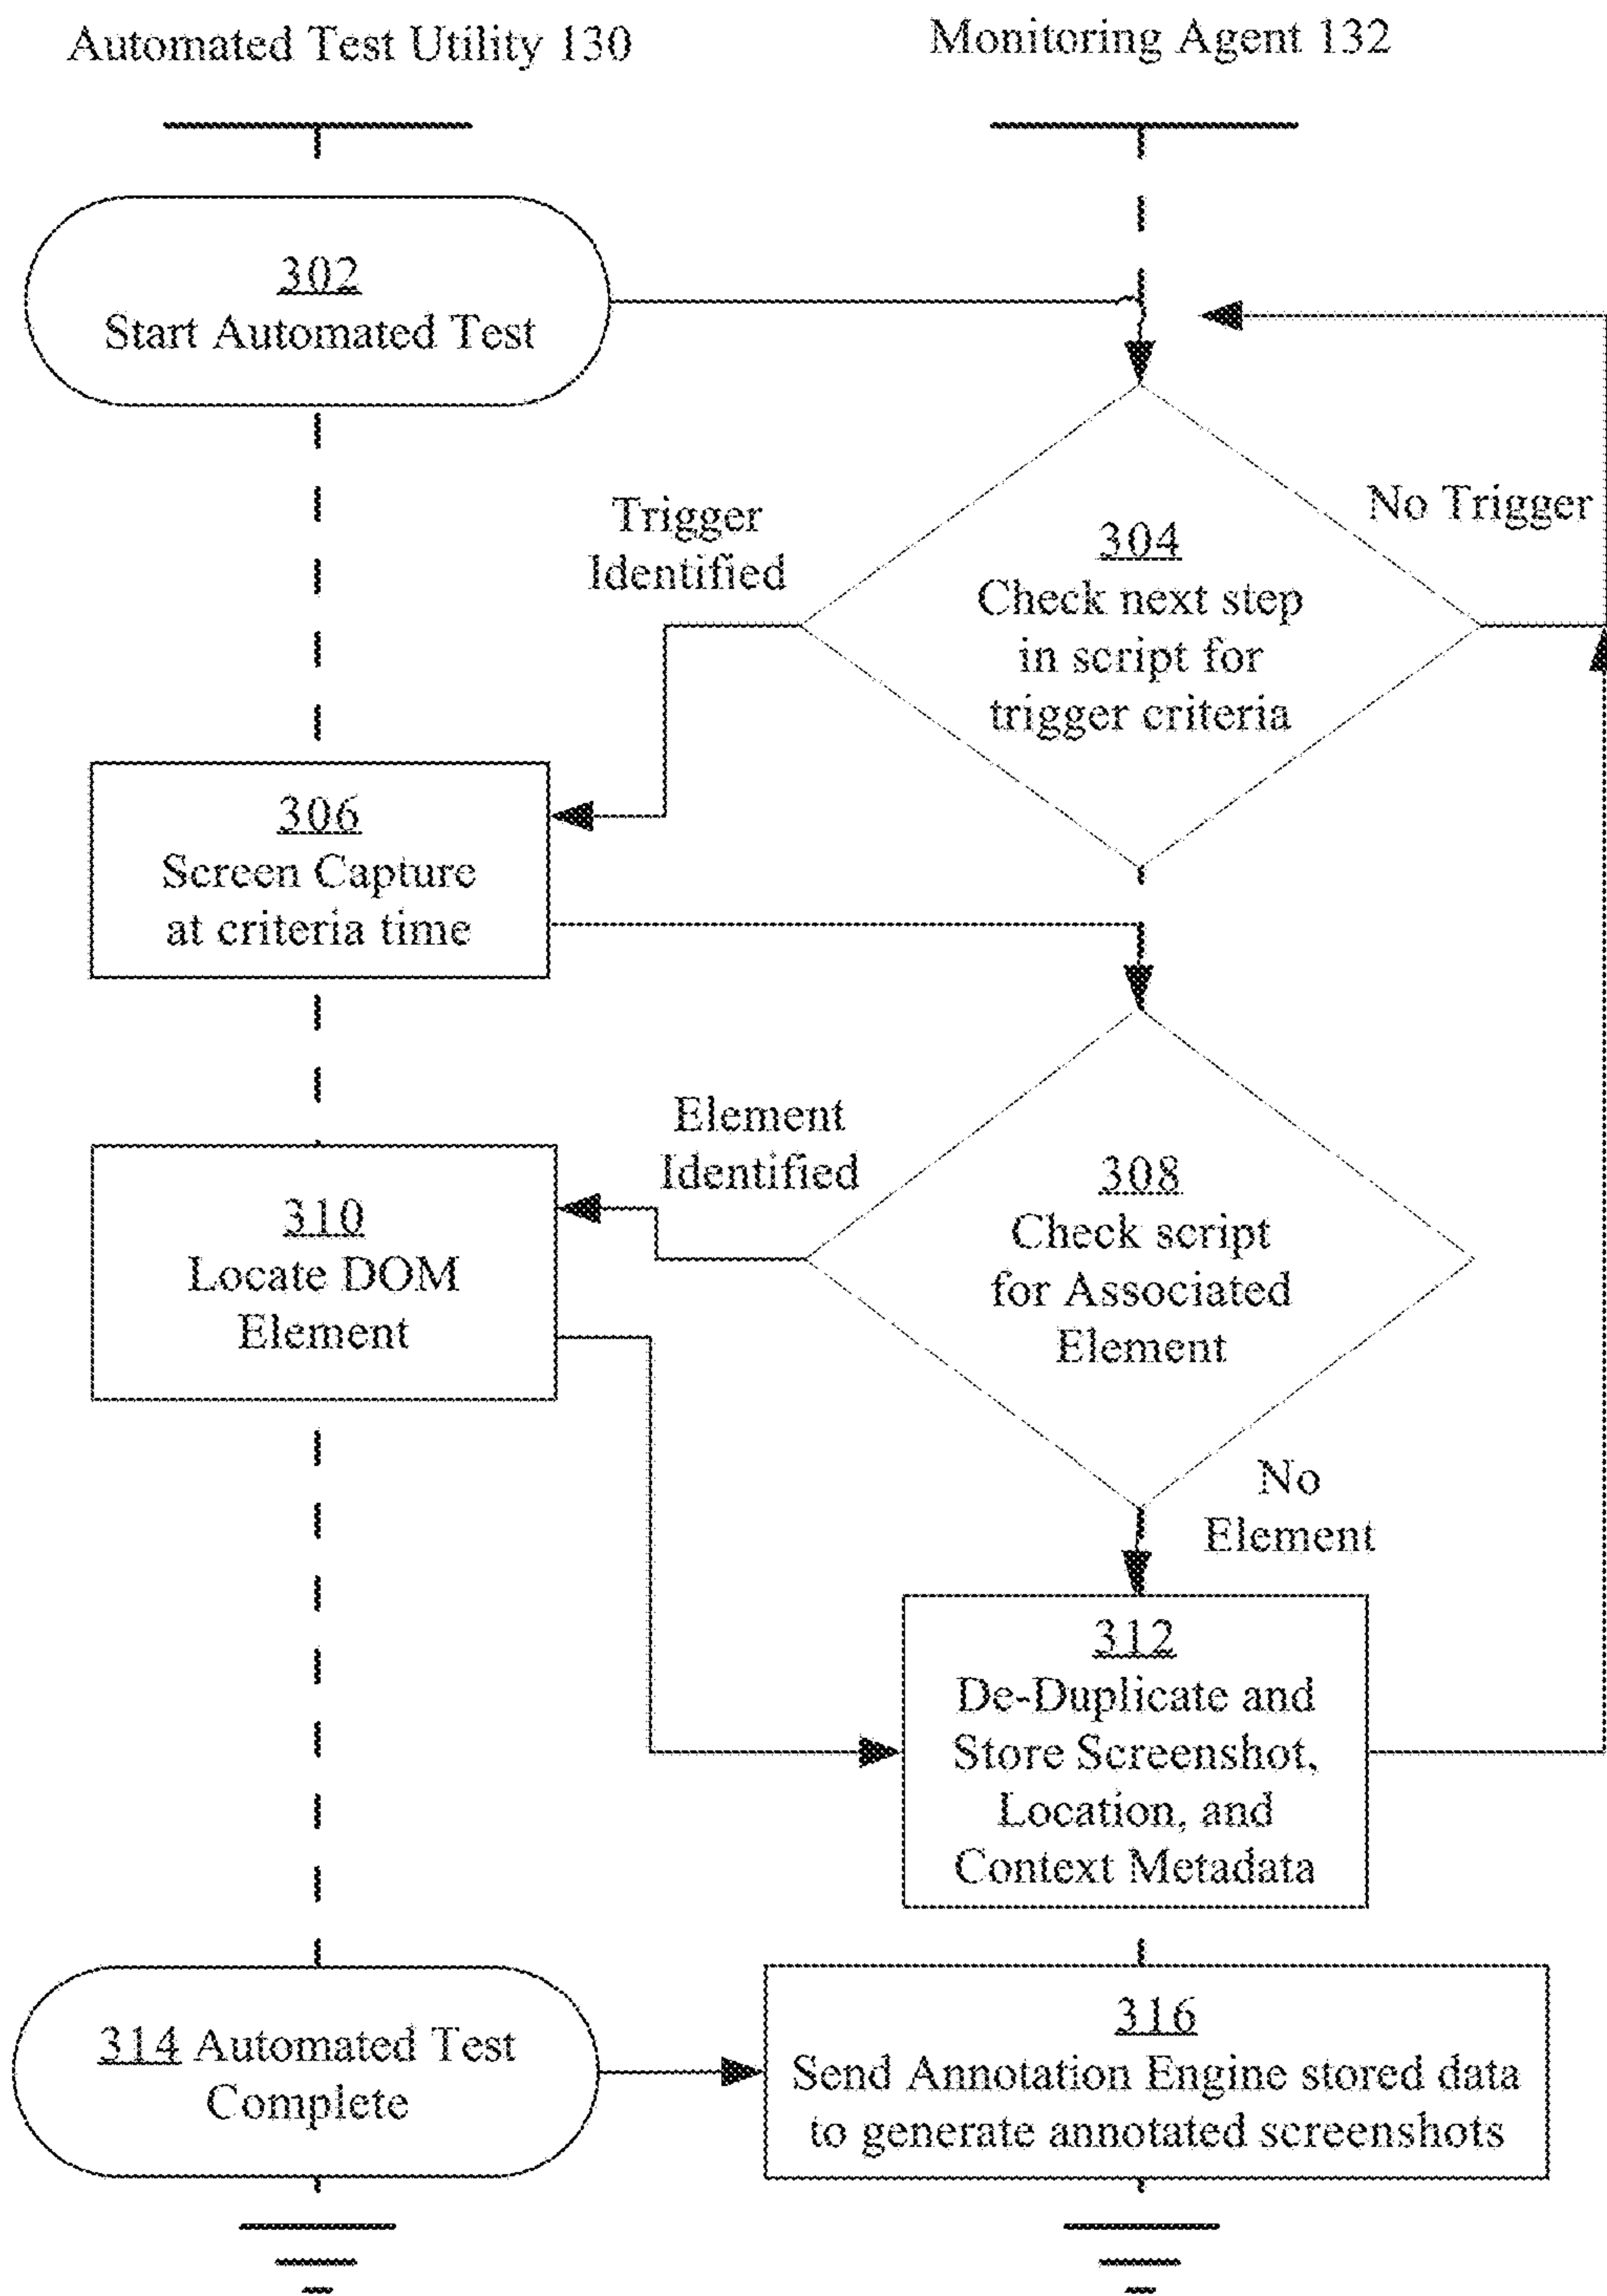 Automated Test Utility 130
Monitoring Agent 132
302
Start Automated Test
Trigger
Identified
No Trigger
304
Check next step
in script for
trigger criteria
306
Screen Capture
at criteria time
Element
Identified
308
Check script
for Associated
Element
310
Locate DOM
Element
No
Element
312
De-Duplicate and
Store Screenshot,
Location, and
Context Metadata
314 Automated Test
Complete
316
Send Annotation Engine stored data
to generate annotated screenshots